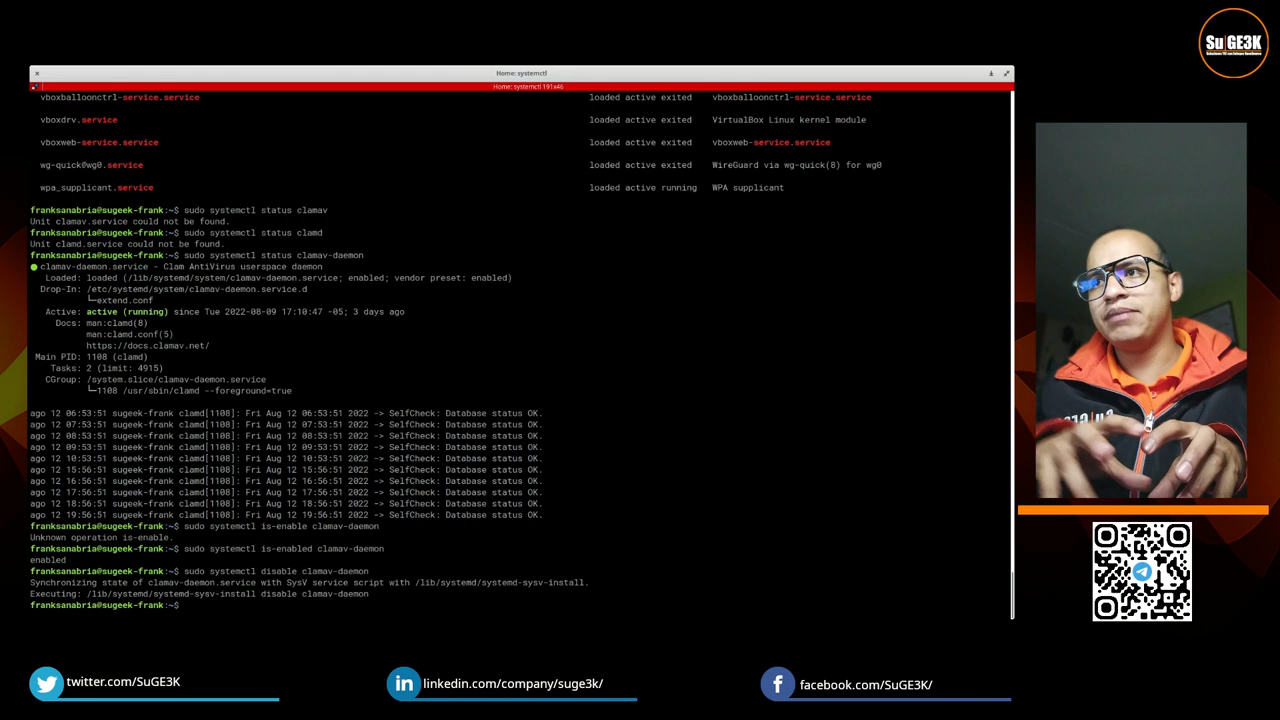 SuGE3K
Home: systemctl
Home: systemctl 191x46
vboxballoonctrl-service.service loaded active exited vboxballoonctrl-service.service
vboxdrv.service loaded active exited VirtualBox Linux kernel module
vboxweb-service.service loaded active exited vboxweb-service.service
wg-quick@wg0.service loaded active exited WireGuard via wg-quick(8) for wg0
wpa_supplicant.service loaded active running WPA supplicant
franksanabria@sugeek-frank:~$ sudo systemctl status clamav
Unit clamav.service could not be found.
franksanabria@sugeek-frank:~$ sudo systemctl status clamd
Unit clamd.service could not be found.
franksanabria@sugeek-frank:~$ sudo systemctl status clamav-daemon
● clamav-daemon.service - Clam AntiVirus userspace daemon
Loaded: loaded (/lib/systemd/system/clamav-daemon.service; enabled; vendor preset: enabled)
Drop-In: /etc/systemd/system/clamav-daemon.service.d
└─extend.conf
Active: active (running) since Tue 2022-08-09 17:10:47 -05; 3 days ago
Docs: man:clamd(8)
man:clamd.conf(5)
https://docs.clamav.net/
Main PID: 1108 (clamd)
Tasks: 2 (limit: 4915)
CGroup: /system.slice/clamav-daemon.service
└─1108 /usr/sbin/clamd --foreground=true
ago 12 06:53:51 sugeek-frank clamd[1108]: Fri Aug 12 06:53:51 2022 -> SelfCheck: Database status OK.
ago 12 07:53:51 sugeek-frank clamd[1108]: Fri Aug 12 07:53:51 2022 -> SelfCheck: Database status OK.
ago 12 08:53:51 sugeek-frank clamd[1108]: Fri Aug 12 08:53:51 2022 -> SelfCheck: Database status OK.
ago 12 09:53:51 sugeek-frank clamd[1108]: Fri Aug 12 09:53:51 2022 -> SelfCheck: Database status OK.
ago 12 10:53:51 sugeek-frank clamd[1108]: Fri Aug 12 10:53:51 2022 -> SelfCheck: Database status OK.
ago 12 15:56:51 sugeek-frank clamd[1108]: Fri Aug 12 15:56:51 2022 -> SelfCheck: Database status OK.
ago 12 16:56:51 sugeek-frank clamd[1108]: Fri Aug 12 16:56:51 2022 -> SelfCheck: Database status OK.
ago 12 17:56:51 sugeek-frank clamd[1108]: Fri Aug 12 17:56:51 2022 -> SelfCheck: Database status OK.
ago 12 18:56:51 sugeek-frank clamd[1108]: Fri Aug 12 18:56:51 2022 -> SelfCheck: Database status OK.
ago 12 19:56:51 sugeek-frank clamd[1108]: Fri Aug 12 19:56:51 2022 -> SelfCheck: Database status OK.
franksanabria@sugeek-frank:~$ sudo systemctl is-enable clamav-daemon
Unknown operation is-enable.
franksanabria@sugeek-frank:~$ sudo systemctl is-enabled clamav-daemon
enabled
franksanabria@sugeek-frank:~$ sudo systemctl disable clamav-daemon
Synchronizing state of clamav-daemon.service with SysV service script with /lib/systemd/systemd-sysv-install.
Executing: /lib/systemd/systemd-sysv-install disable clamav-daemon
franksanabria@sugeek-frank:~$
twitter.com/SuGE3K
linkedin.com/company/suge3k/
facebook.com/SuGE3K/